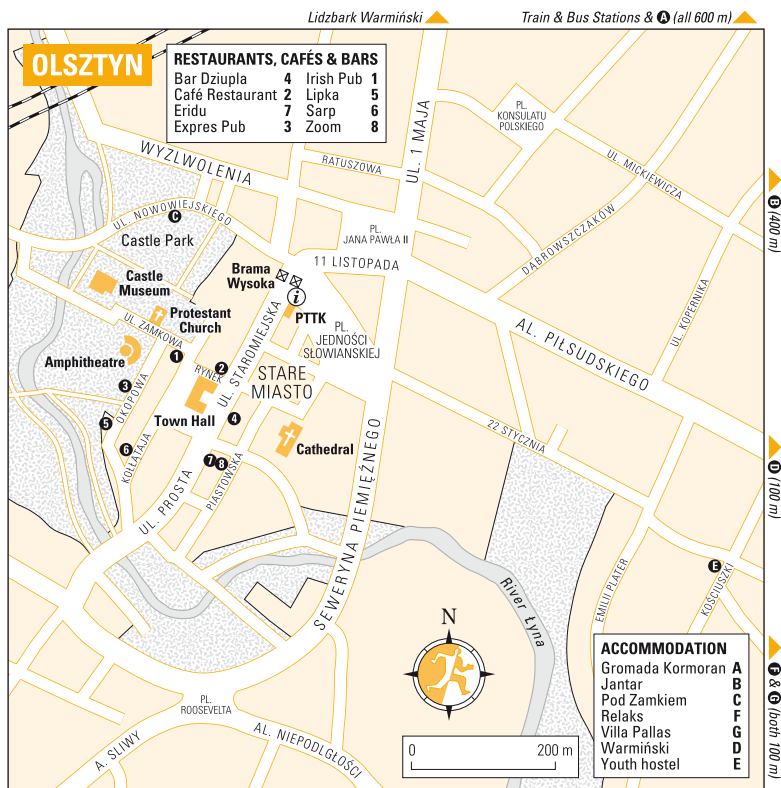 Lidzbark Warmiński
Train & Bus Stations & A (all 600 m)
OLSZTYN
RESTAURANTS, CAFÉS & BARS
Bar Dziupla 4 Irish Pub 1
Café Restaurant 2 Lipka 5
Eridu 7 Sarp 6
Expres Pub 3 Zoom 8
PL.
KONSULATU
POLSKIEGO
UL. 1 MAJA
WYZLWOLENIA
RATUSZOWA
UL. MICKIEWICZA
B (400 m)
UL. NOWOWIEJSKIEGO
C
Castle Park
PL.
JANA PAWŁA II
DĄBROWSZCZAKÓW
11 LISTOPADA
Brama
Wysoka
i
Castle
Museum
PTTK
UL. KOPERNIKA
Protestant
Church
UL. ZAMKOWA
PL.
JEDNOŚCI
SŁOWIAŃSKIEJ
AL. PIŁSUDSKIEGO
UL. STAROMIEJSKA
Amphitheatre
1
2
RYNEK
STARE
MIASTO
3
OKOPOWA
5
Town Hall
4
Cathedral
22 STYCZNIA
6
KOŁŁATAJA
7
8
PIASTOWSKA
UL. PROSTA
D (100 m)
SEWERYNA PIEMIĘŻNEGO
River Łyna
EMILII PLATER
E
KOŚCIUSZKI
N
ACCOMMODATION
Gromada Kormoran A
Jantar B
Pod Zamkiem C
Relaks F
Villa Pallas G
Warmiński D
Youth hostel E
F & G (both 100 m)
PL.
ROOSEVELTA
A. SLIWY
AL. NIEPODLGŁOŚCI
0 200 m